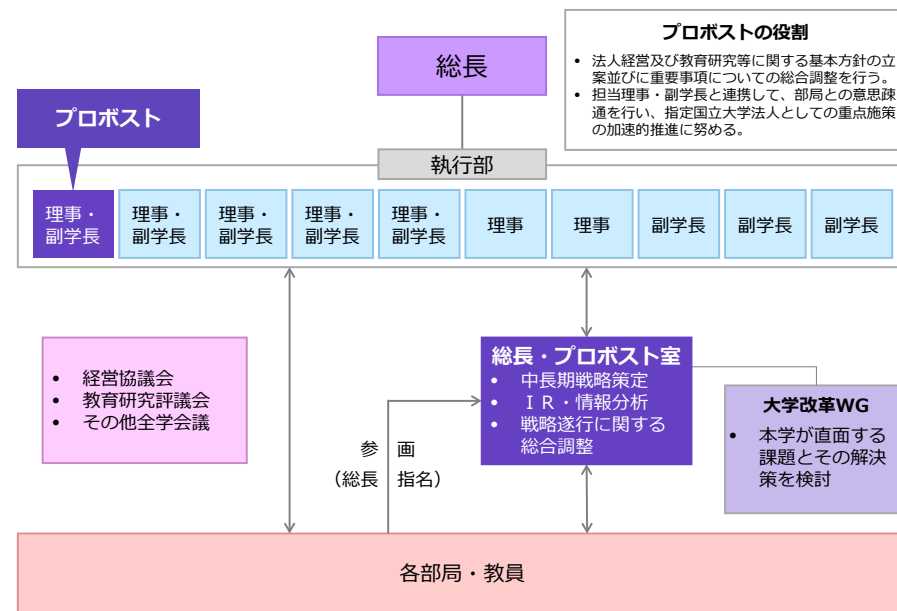 プロボストの役割
• 法人経営及び教育研究等に関する基本方針の立
案並びに重要事項についての総合調整を行う。
• 担当理事・副学長と連携して、部局との意思疎
通を行い、指定国立大学法人としての重点施策
の加速的推進に努める。
総長
プロボスト
執行部
理事・
副学長
理事・
副学長
理事・
副学長
理事・
副学長
理事・
副学長
理事
理事
副学長
副学長
副学長
• 経営協議会
• 教育研究評議会
• その他全学会議
総長・プロボスト室
• 中長期戦略策定
• ＩＲ・情報分析
• 戦略遂行に関する
総合調整
大学改革WG
• 本学が直面する
課題とその解決
策を検討
参 画
（総長 指名）
各部局・教員